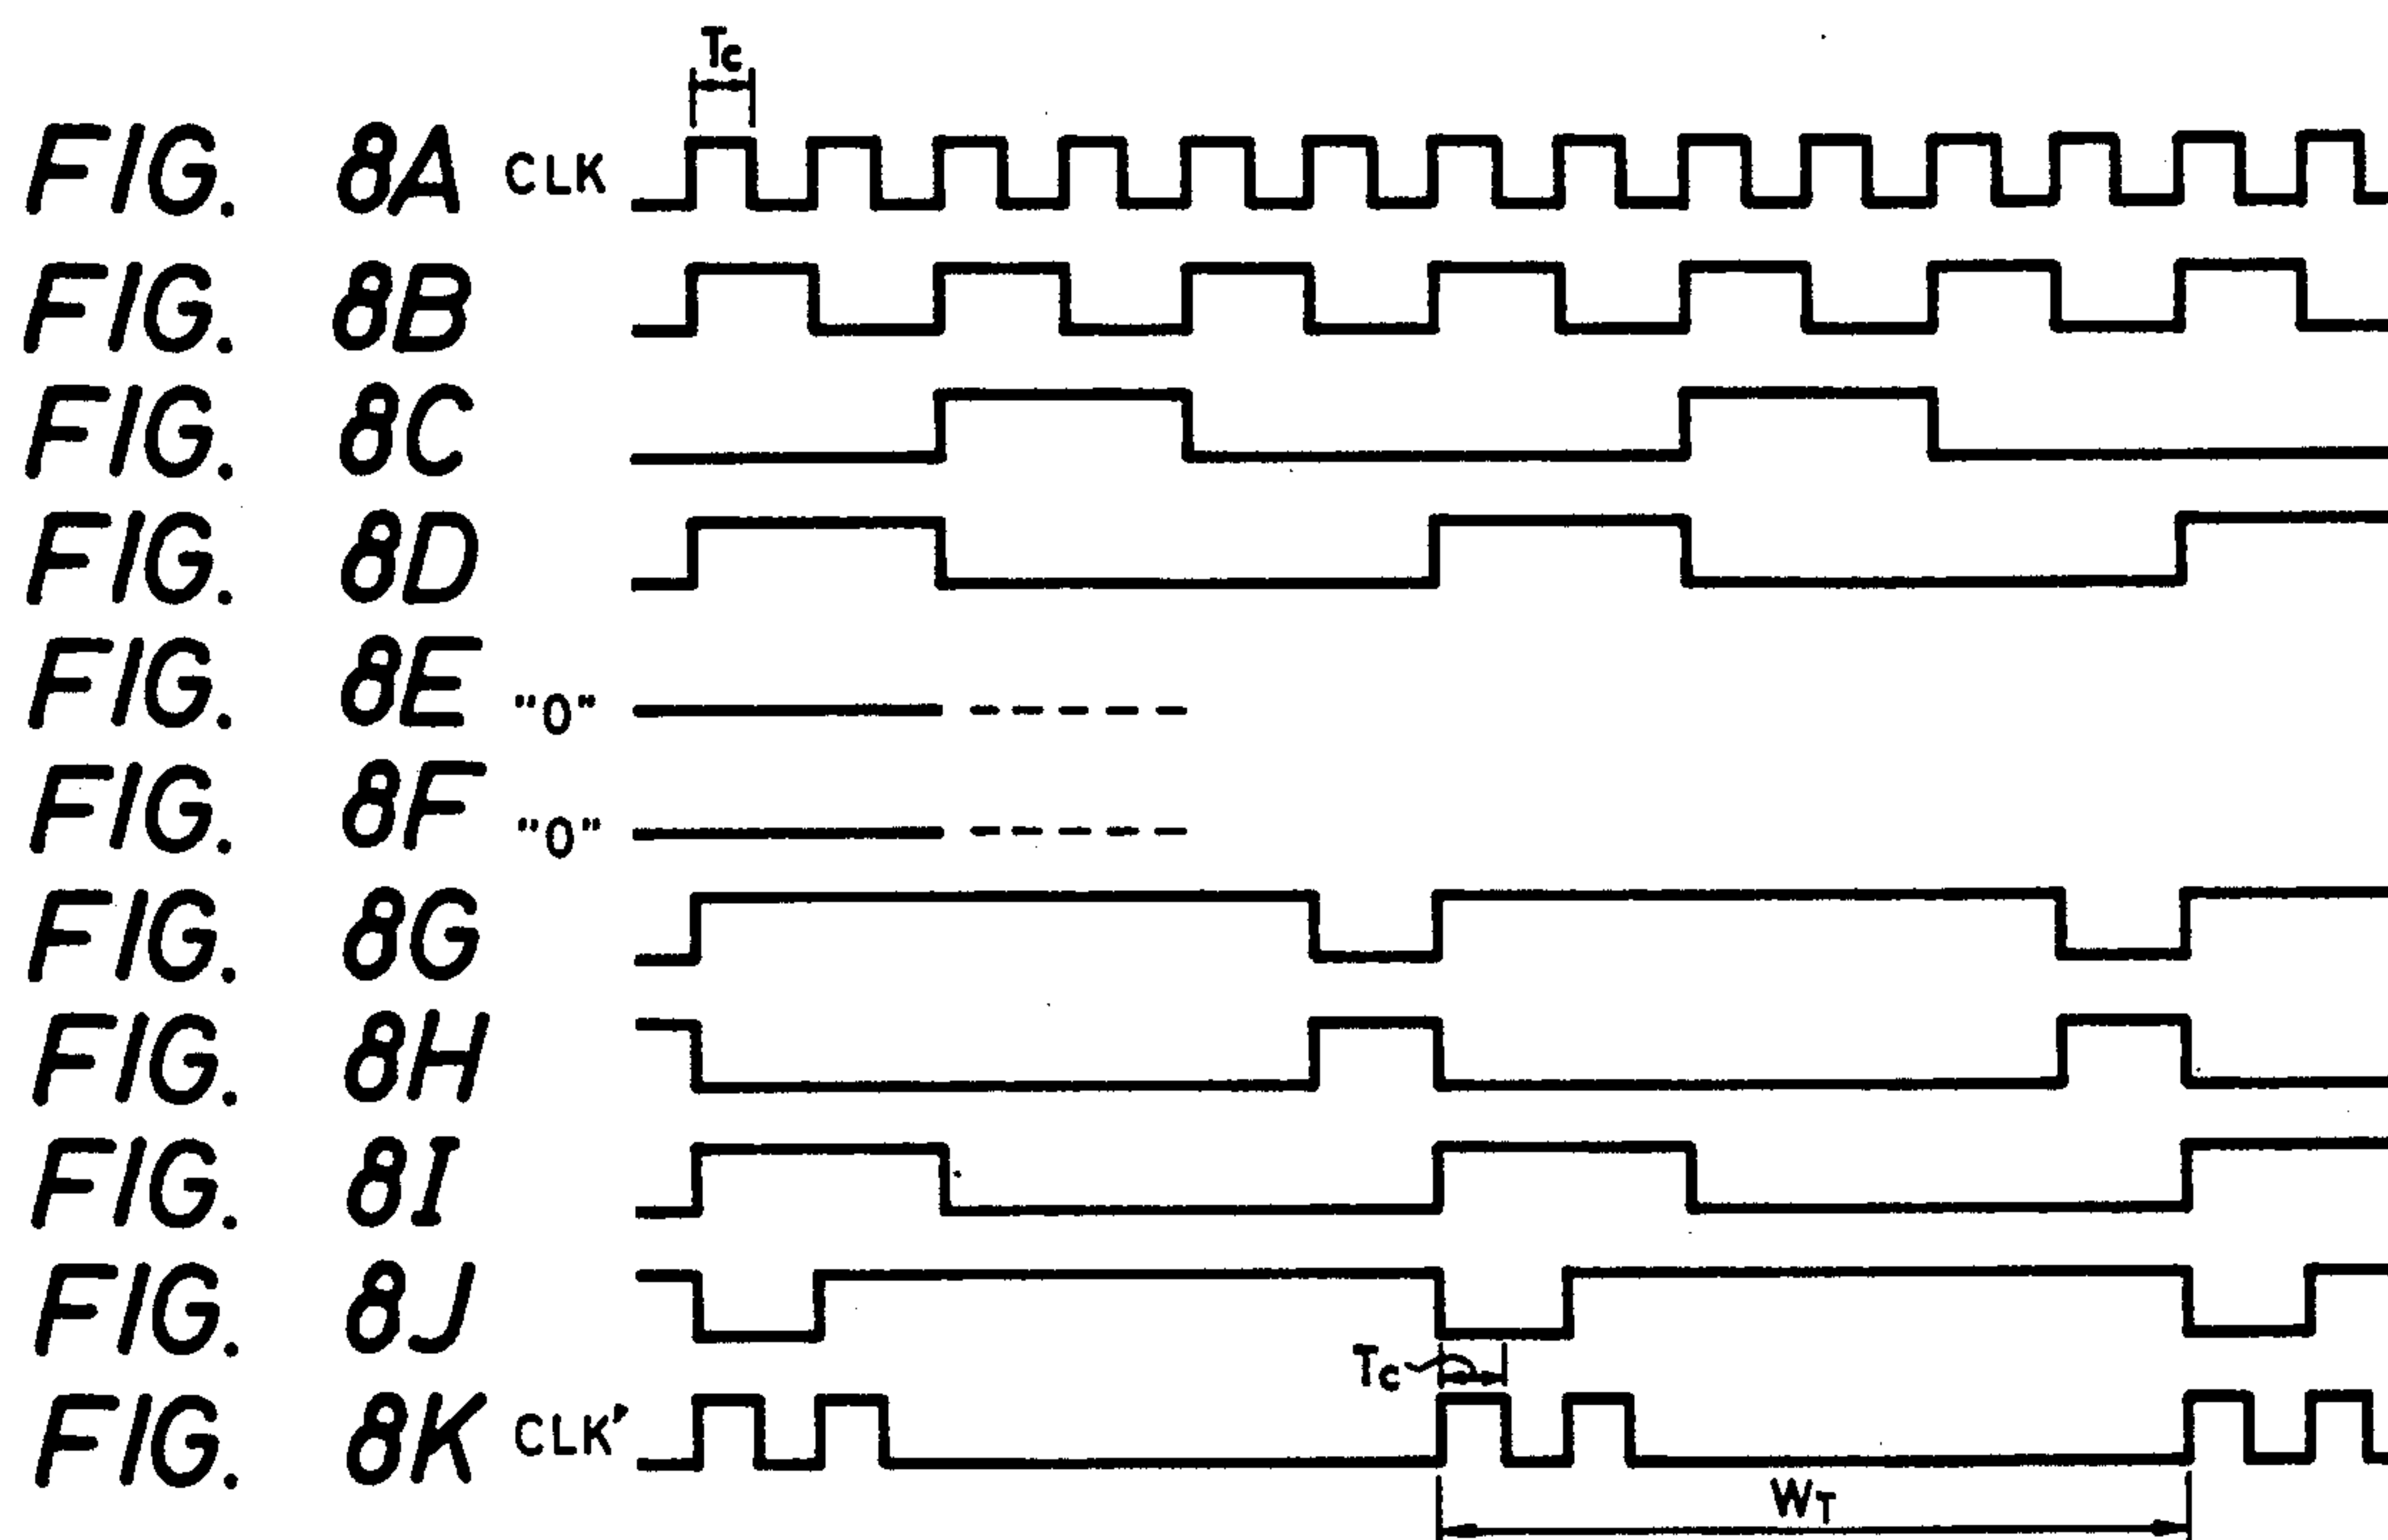 Tc
FIG. 8A CLK
FIG. 8B
FIG. 8C
FIG. 8D
FIG. 8E "0"
FIG. 8F "0"
FIG. 8G
FIG. 8H
FIG. 8I
FIG. 8J
Tc
FIG. 8K CLK'
WT